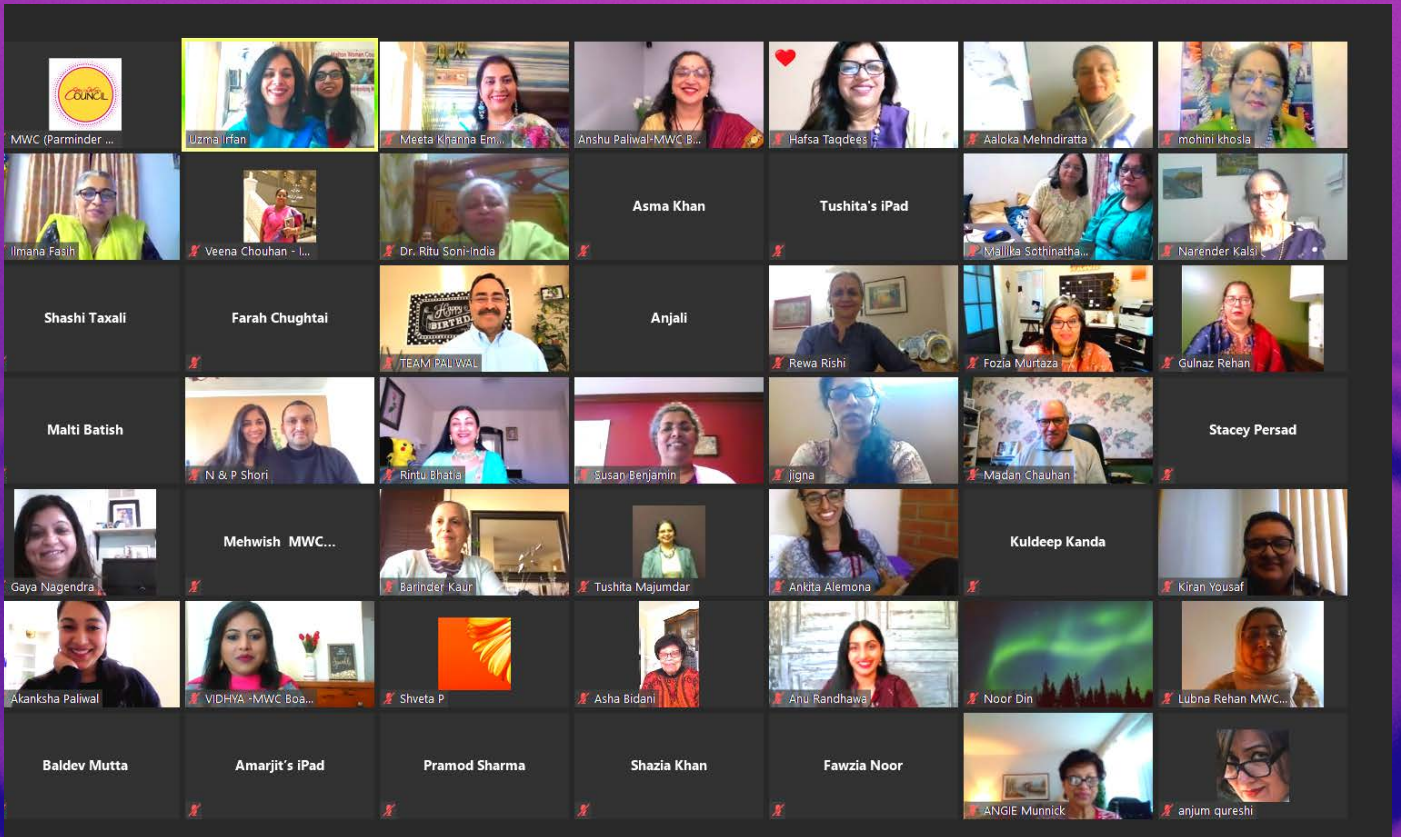 COUNCIL
MWC (Parminder ...
Uzma Irfan
Meeta Khanna Em...
Anshu Paliwal-MWC B...
Hafsa Taqdees
Aaloka Mehndiratta
mohini khosla
Ilmana Fasih
Veena Chouhan - I...
Dr. Ritu Soni-India
Asma Khan
Tushita's iPad
Mallika Sothinatha...
Narender Kalsi
Shashi Taxali
Farah Chughtai
HAPPY
BIRTHD
TEAM PALIWAL
Anjali
Rewa Rishi
Fozia Murtaza
Gulnaz Rehan
Malti Batish
N & P Shori
Rintu Bhatia
Susan Benjamin
jigna
Madan Chauhan
Stacey Persad
Gaya Nagendra
Mehwish MWC...
Barinder Kaur
Tushita Majumdar
Ankita Alemona
Kuldeep Kanda
Kiran Yousaf
Akanksha Paliwal
VIDHYA -MWC Boa...
Shveta P
Asha Bidani
Anu Randhawa
Noor Din
Lubna Rehan MWC...
Baldev Mutta
Amarjit's iPad
Pramod Sharma
Shazia Khan
Fawzia Noor
ANGIE Munnick
anjum qureshi